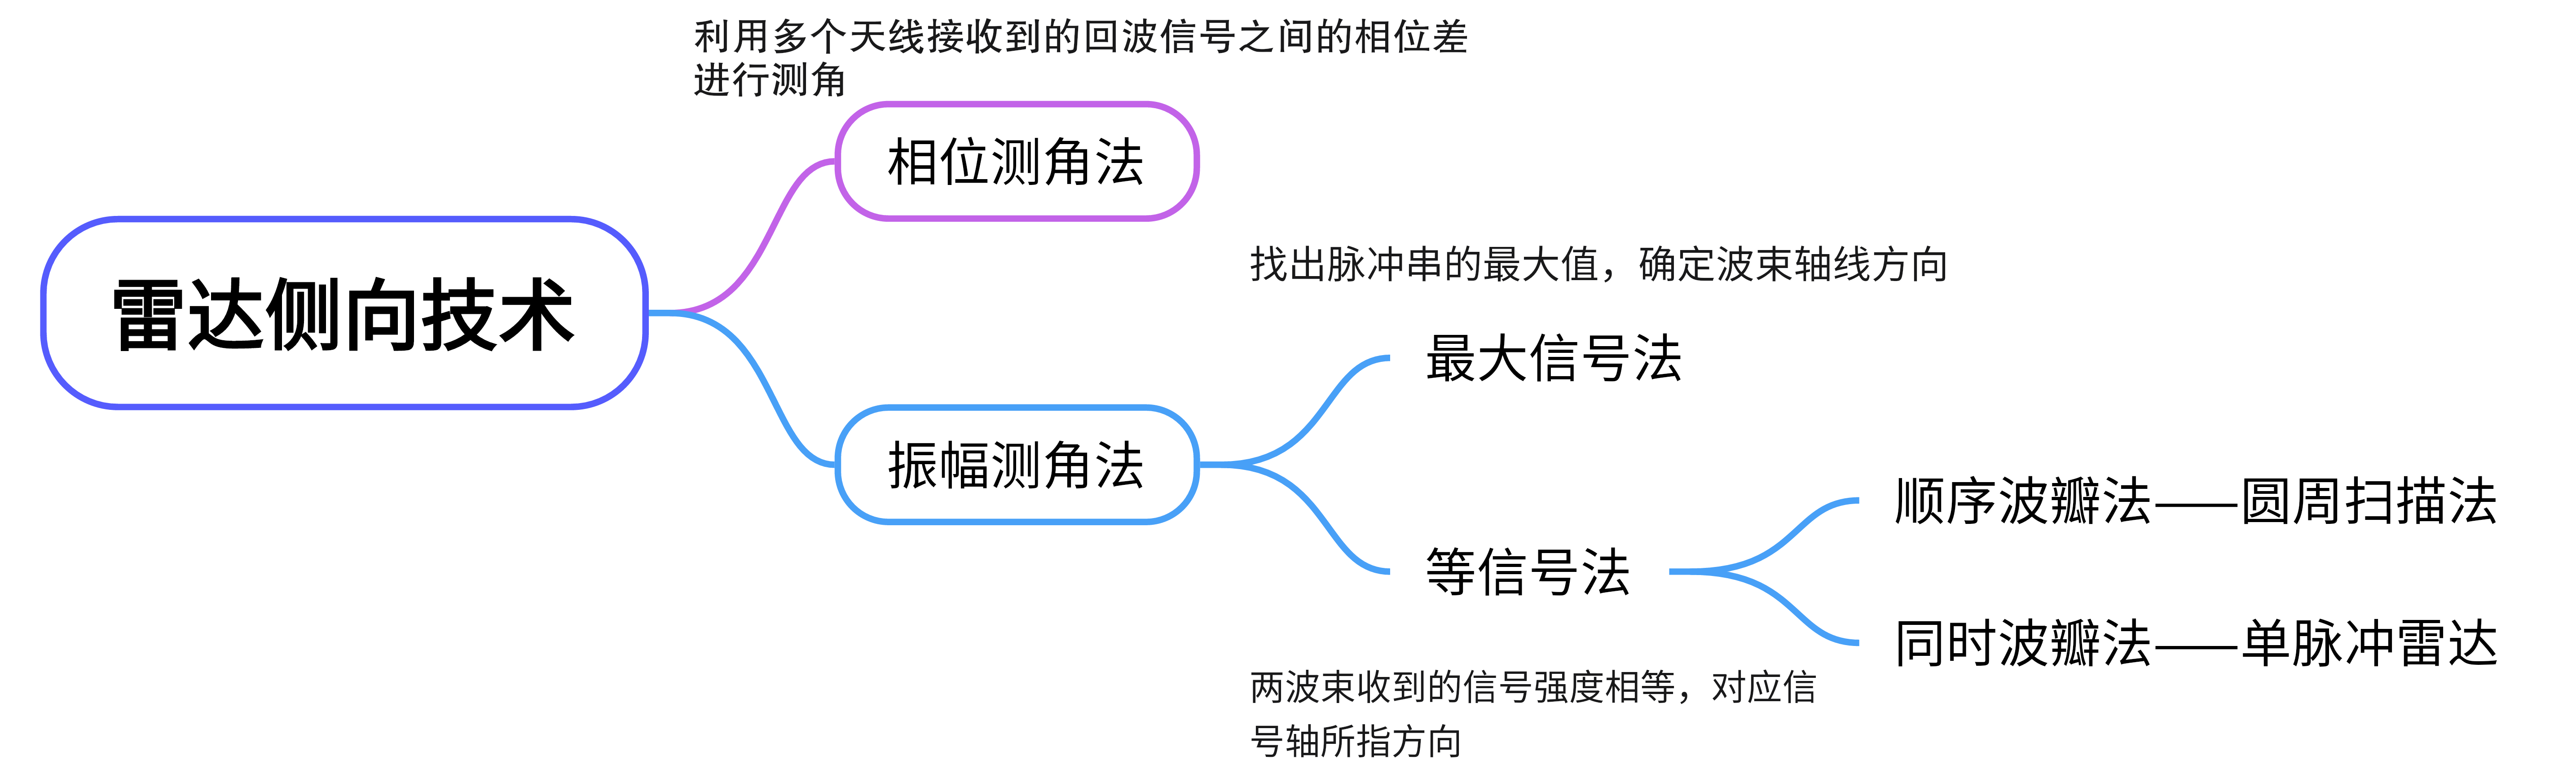 利用多个天线接收到的回波信号之间的相位差
进行测角
相位测角法
雷达侧向技术
找出脉冲串的最大值，确定波束轴线方向
最大信号法
振幅测角法
顺序波瓣法——圆周扫描法
等信号法
同时波瓣法——单脉冲雷达
两波束收到的信号强度相等，对应信
号轴所指方向